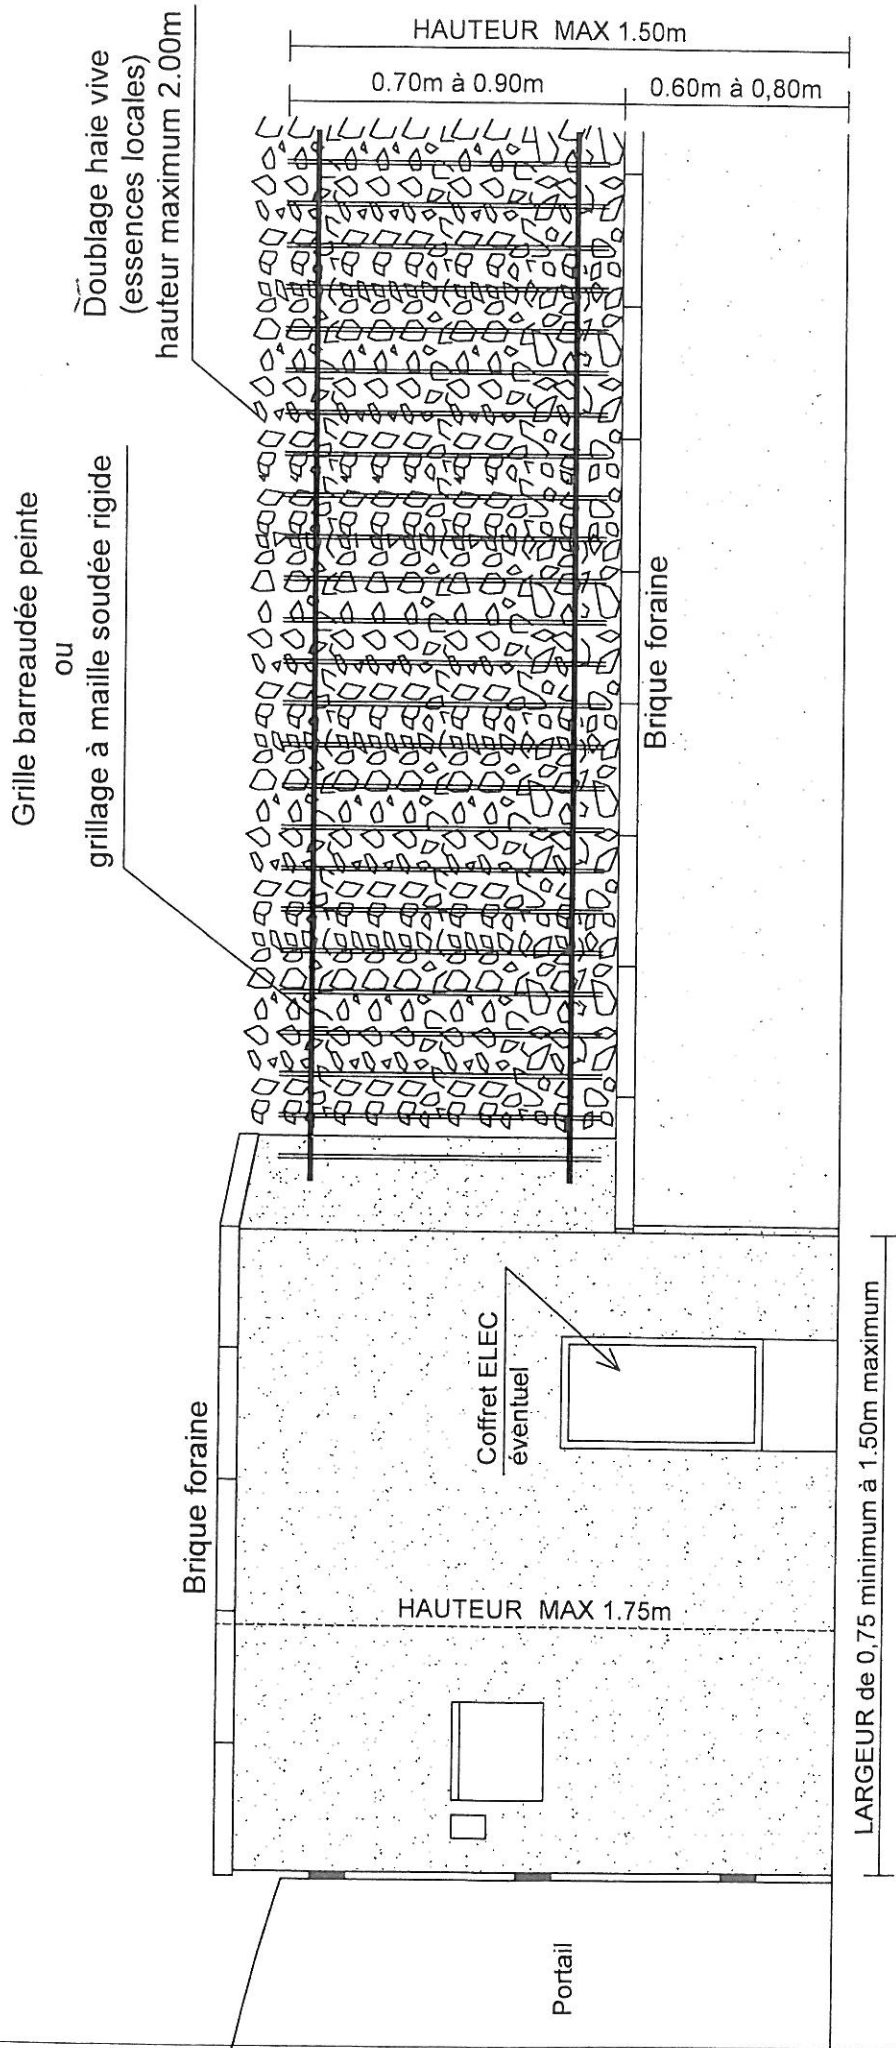 HAUTEUR MAX 1.50m
0.70m à 0.90m
0.60m à 0,80m
Doublage haie vive
(essences locales)
hauteur maximum 2.00m
Grille barreaudée peinte
ou
grillage à maille soudée rigide
Brique foraine
Brique foraine
Coffret ELEC
éventuel
HAUTEUR MAX 1.75m
LARGEUR de 0,75 minimum à 1.50m maximum
Portail